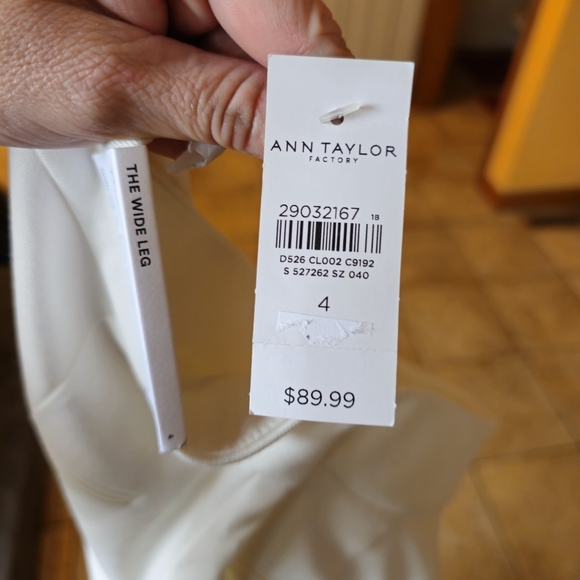 ANN TAYLOR
FACTORY
29032167 18
D526 CL002 C9192
S 527262 SZ 040
4
$89.99
THE WIDE LEG